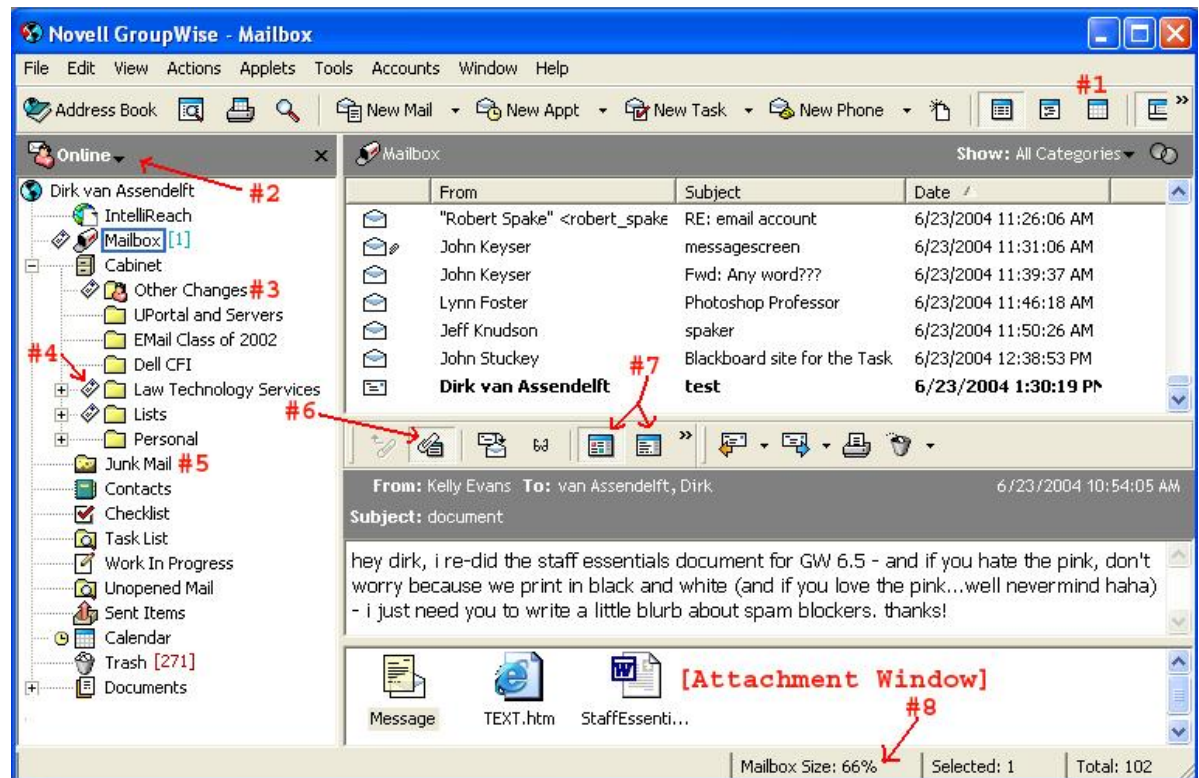 Novell GroupWise - Mailbox
File Edit View Actions Applets Tools Accounts Window Help
#1
Address Book New Mail New Appt New Task New Phone »
Online x
#2
Mailbox Show: All Categories
Dirk van Assendelft
IntelliReach
Mailbox [1]
Cabinet
Other Changes #3
UPortal and Servers
EMail Class of 2002
Dell CFI
#4
Law Technology Services
Lists
Personal
Junk Mail #5
Contacts
Checklist
Task List
Work In Progress
Unopened Mail
Sent Items
Calendar
Trash [271]
Documents
From Subject Date
"Robert Spake" <robert_spake RE: email account 6/23/2004 11:26:06 AM
John Keyser messagescreen 6/23/2004 11:31:06 AM
John Keyser Fwd: Any word??? 6/23/2004 11:39:37 AM
Lynn Foster Photoshop Professor 6/23/2004 11:46:18 AM
Jeff Knudson spaker 6/23/2004 11:50:26 AM
John Stuckey Blackboard site for the Task 6/23/2004 12:38:53 PM
#7
Dirk van Assendelft test 6/23/2004 1:30:19 PM
#6
»
From: Kelly Evans To: van Assendelft, Dirk 6/23/2004 10:54:05 AM
Subject: document
hey dirk, i re-did the staff essentials document for GW 6.5 - and if you hate the pink, don't
worry because we print in black and white (and if you love the pink...well nevermind haha)
- i just need you to write a little blurb about spam blockers. thanks!
[Attachment Window]
Message TEXT.htm StaffEssenti...
#8
Mailbox Size: 66% Selected: 1 Total: 102